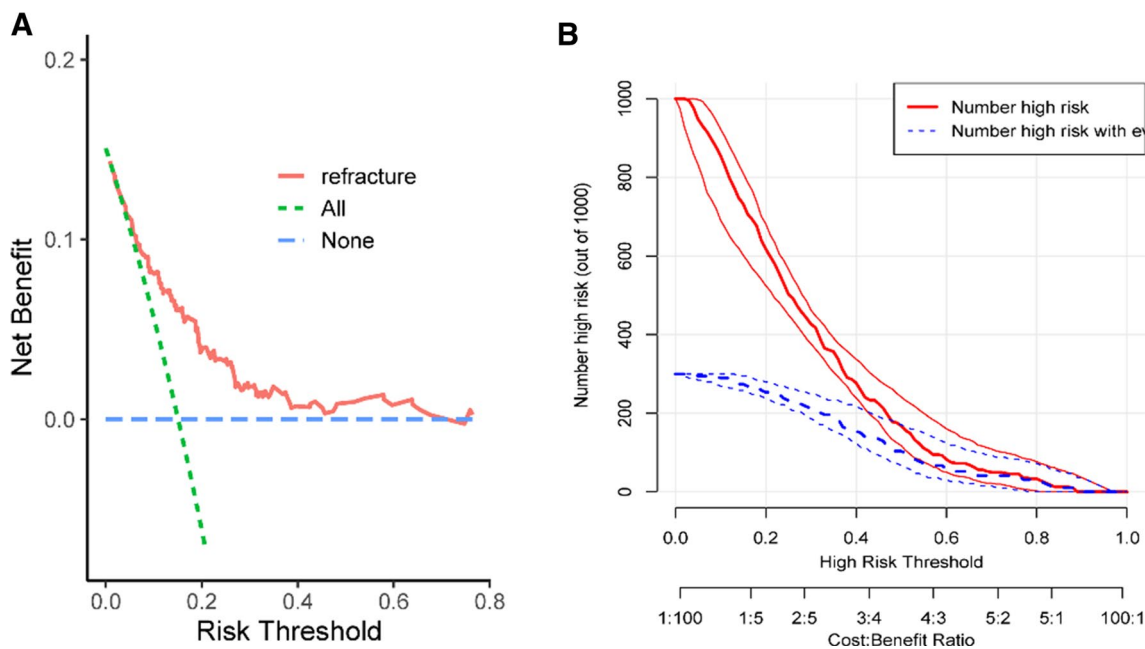 A
Net Benefit
0.2
0.1
0.0
refracture
All
None
0.0 0.2 0.4 0.6 0.8
Risk Threshold
B
Number high risk (out of 1000)
1000
800
600
400
200
0
Number high risk
Number high risk with ev
0.0 0.2 0.4 0.6 0.8 1.0
High Risk Threshold
1:100 1:5 2:5 3:4 4:3 5:2 5:1 100:1
Cost:Benefit Ratio